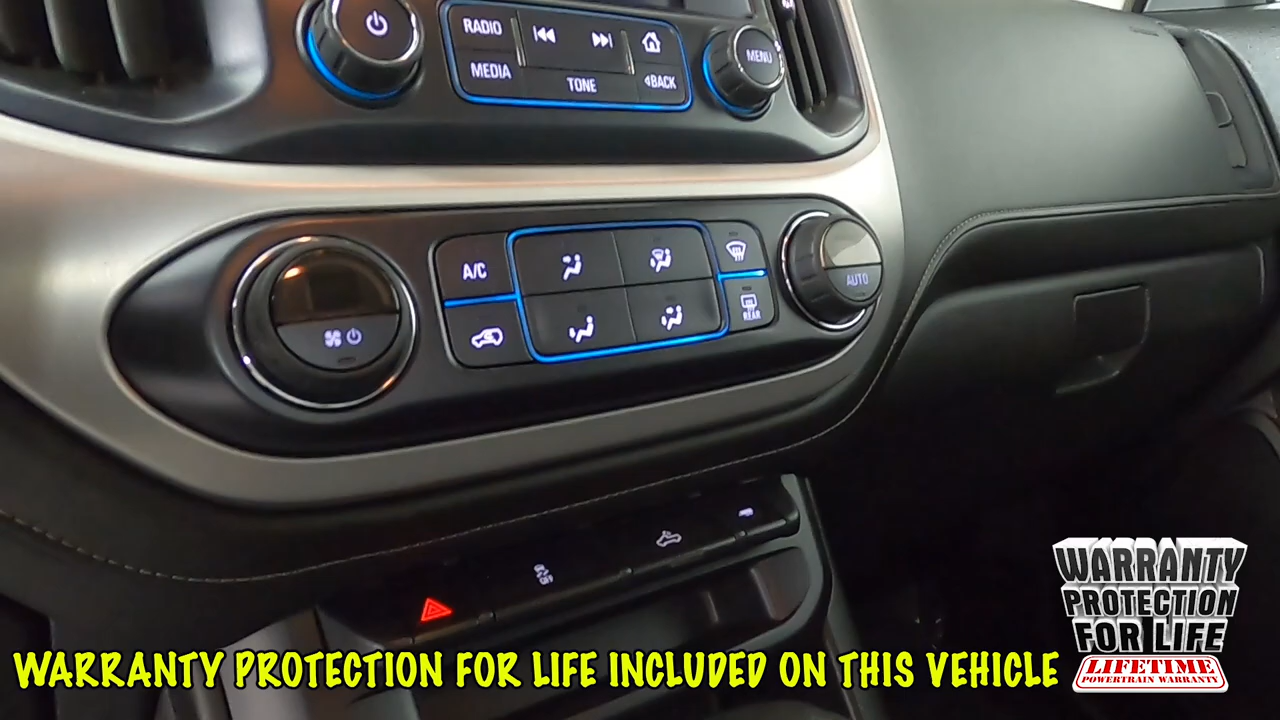 RADIO
MEDIA
TONE
BACK
MENU
A/C
REAR
AUTO
WARRANTY PROTECTION FOR LIFE INCLUDED ON THIS VEHICLE
WARRANTY
PROTECTION
FOR LIFE
LIFETIME
POWERTRAIN WARRANTY